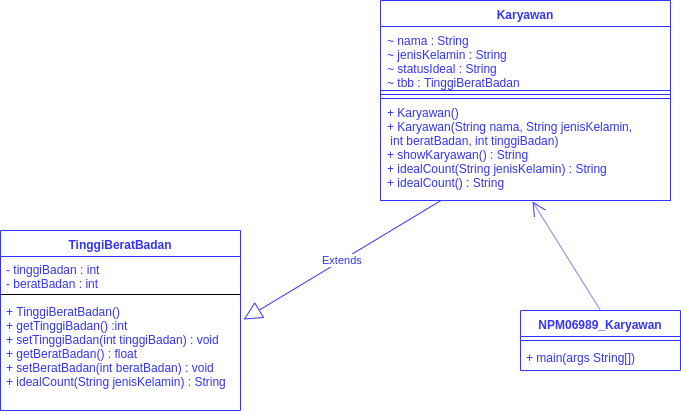 Karyawan
~ nama : String
~ jenisKelamin : String
~ statusIdeal : String
~ tbb : TinggiBeratBadan
+ Karyawan()
+ Karyawan(String nama, String jenisKelamin,
int beratBadan, int tinggiBadan)
+ showKaryawan() : String
+ idealCount(String jenisKelamin) : String
+ idealCount() : String
Extends
TinggiBeratBadan
- tinggiBadan : int
- beratBadan : int
+ TinggiBeratBadan()
+ getTinggiBadan() :int
+ setTinggiBadan(int tinggiBadan) : void
+ getBeratBadan() : float
+ setBeratBadan(int beratBadan) : void
+ idealCount(String jenisKelamin) : String
NPM06989_Karyawan
+ main(args String[])